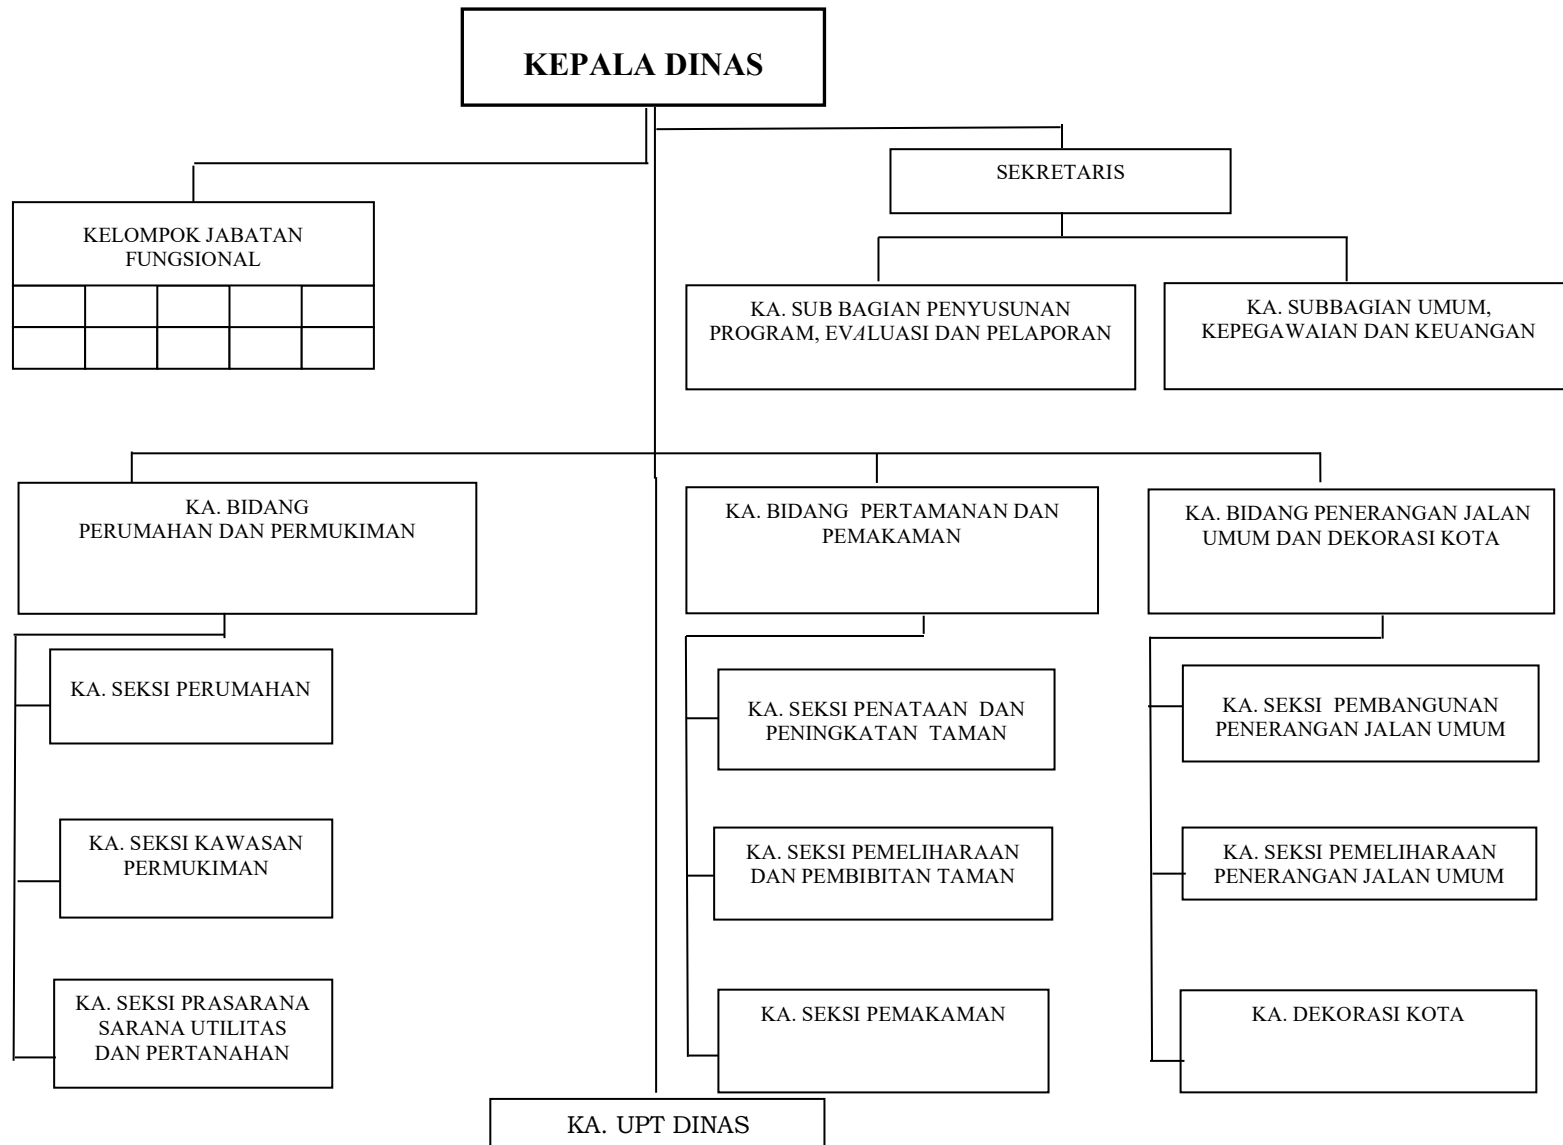 KEPALA DINAS
SEKRETARIS
KELOMPOK JABATAN
FUNGSIONAL
KA. SUB BAGIAN PENYUSUNAN
PROGRAM, EVALUASI DAN PELAPORAN
KA. SUBBAGIAN UMUM,
KEPEGAWAIAN DAN KEUANGAN
KA. BIDANG
PERUMAHAN DAN PERMUKIMAN
KA. BIDANG PERTAMANAN DAN
PEMAKAMAN
KA. BIDANG PENERANGAN JALAN
UMUM DAN DEKORASI KOTA
KA. SEKSI PERUMAHAN
KA. SEKSI KAWASAN
PERMUKIMAN
KA. SEKSI PRASARANA
SARANA UTILITAS
DAN PERTANAHAN
KA. SEKSI PENATAAN DAN
PENINGKATAN TAMAN
KA. SEKSI PEMELIHARAAN
DAN PEMBIBITAN TAMAN
KA. SEKSI PEMAKAMAN
KA. SEKSI PEMBANGUNAN
PENERANGAN JALAN UMUM
KA. SEKSI PEMELIHARAAN
PENERANGAN JALAN UMUM
KA. DEKORASI KOTA
KA. UPT DINAS